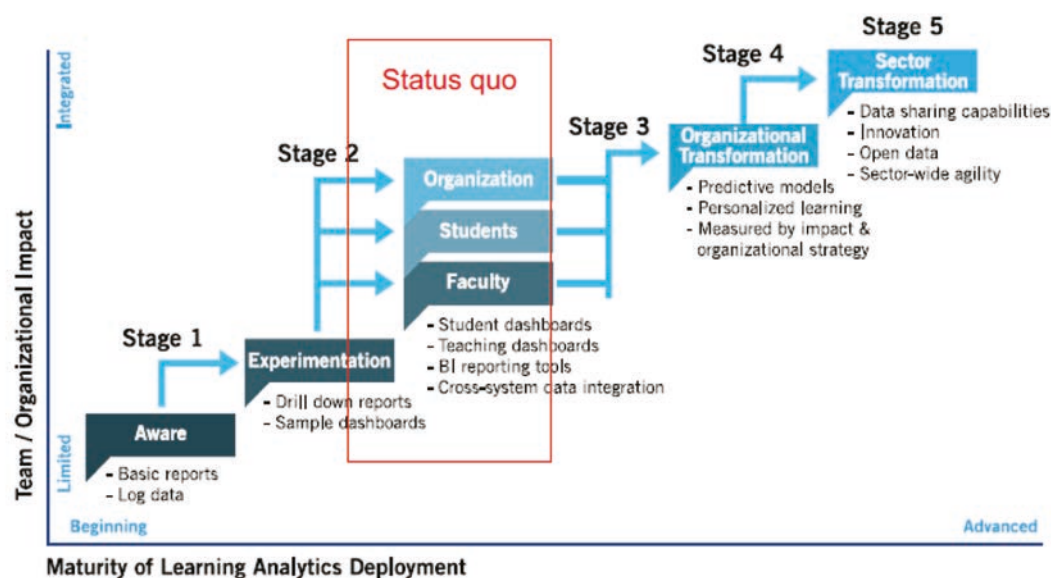 Stage 5
Sector
Transformation
- Data sharing capabilities
- Innovation
- Open data
- Sector-wide agility
Stage 4
Organizational
Transformation
- Predictive models
- Personalized learning
- Measured by impact &
organizational strategy
Status quo
Stage 3
Stage 2
Organization
Students
Faculty
- Student dashboards
- Teaching dashboards
- BI reporting tools
- Cross-system data integration
Stage 1
Experimentation
- Drill down reports
- Sample dashboards
Aware
- Basic reports
- Log data
Team / Organizational Impact
Integrated
Limited
Beginning
Advanced
Maturity of Learning Analytics Deployment